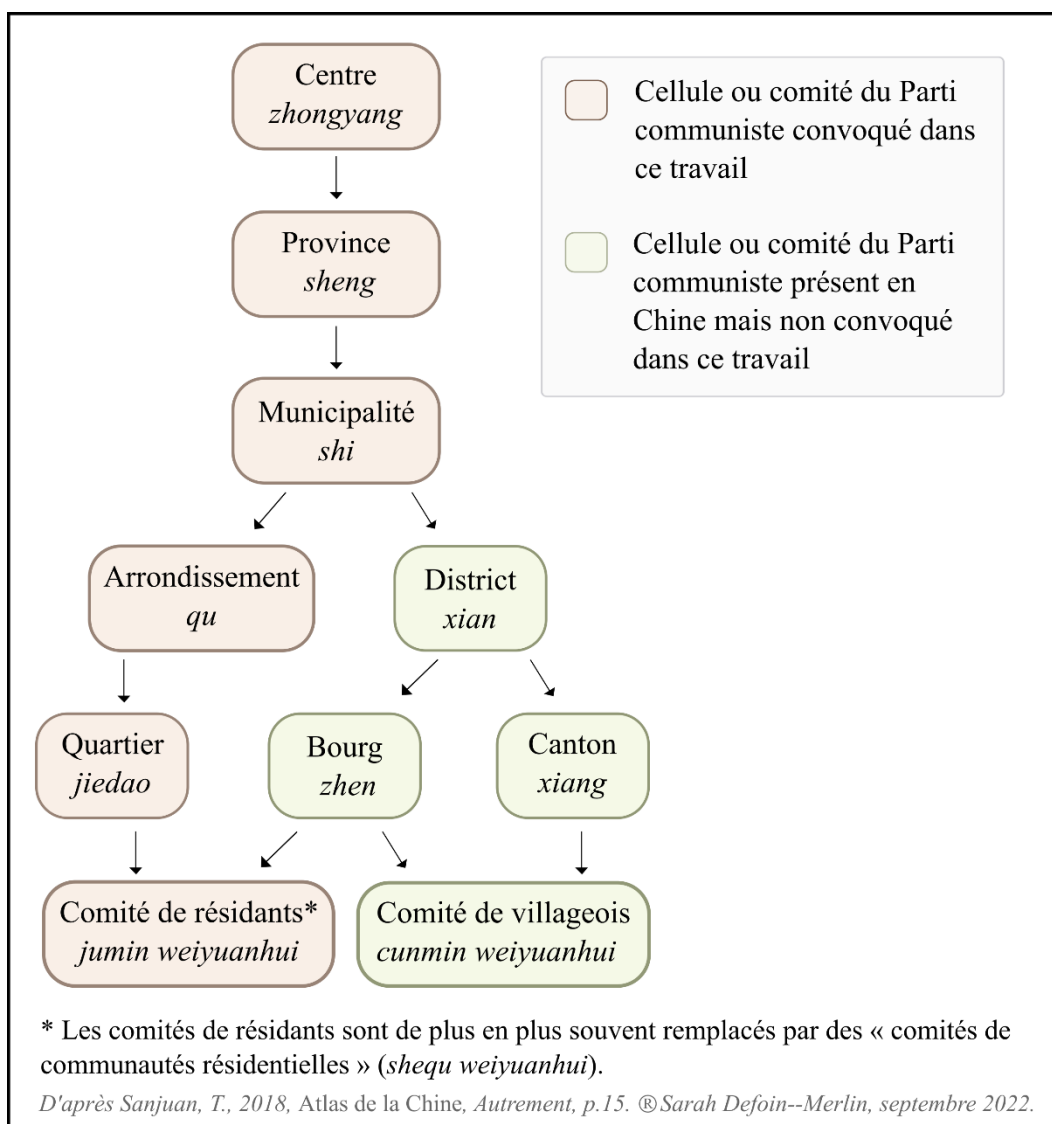 Centre
zhongyang
Cellule ou comité du Parti
communiste convoqué dans
ce travail
Province
sheng
Cellule ou comité du Parti
communiste présent en
Chine mais non convoqué
dans ce travail
Municipalité
shi
Arrondissement
qu
District
xian
Quartier
jiedao
Bourg
zhen
Canton
xiang
Comité de résidants*
jumin weiyuanhui
Comité de villageois
cunmin weiyuanhui
* Les comités de résidants sont de plus en plus souvent remplacés par des « comités de
communautés résidentielles » (shequ weiyuanhui).
D'après Sanjuan, T., 2018, Atlas de la Chine, Autrement, p.15. ®Sarah Defoin--Merlin, septembre 2022.